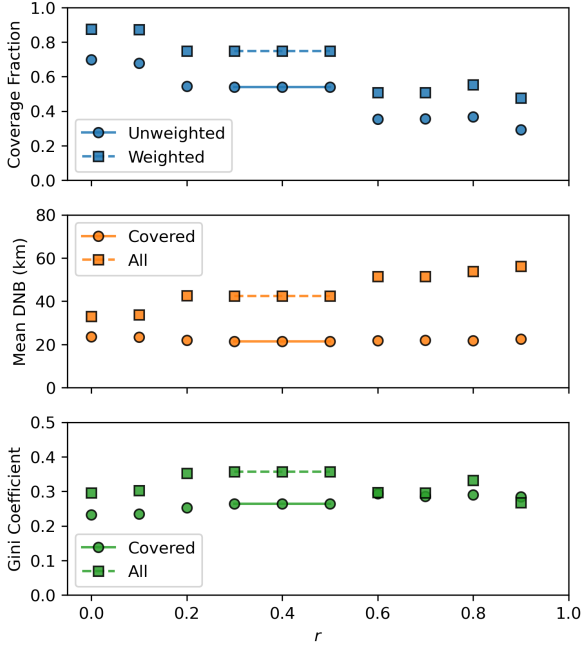 1.0
0.8
0.6
0.4
0.2
0.0
Coverage Fraction
Unweighted
Weighted
80
60
40
20
0
Mean DNB (km)
Covered
All
0.5
0.4
0.3
0.2
0.1
0.0
Gini Coefficient
Covered
All
0.0 0.2 0.4 0.6 0.8 1.0
r